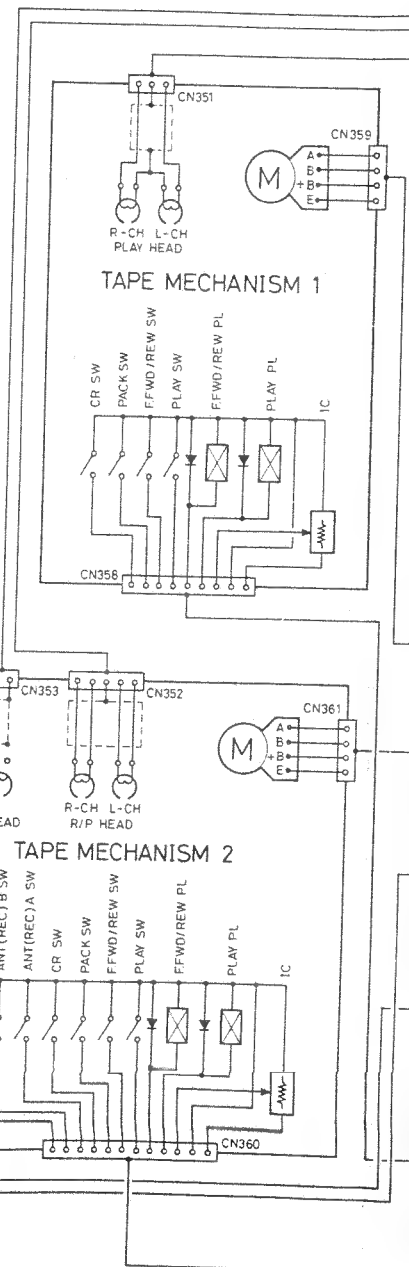 CN351
CN359
M
A
B
+B
E
R-CH L-CH
PLAY HEAD
TAPE MECHANISM 1
CR SW
PACK SW
F.FWD/REW SW
PLAY SW
F.FWD/REW PL
PLAY PL
IC
CN358
CN353
CN352
CN361
M
A
B
+B
E
R-CH L-CH
R/P HEAD
EAD
TAPE MECHANISM 2
ANT(REC) B SW
ANT(REC) A SW
CR SW
PACK SW
F.FWD/REW SW
PLAY SW
F.FWD/REW PL
PLAY PL
IC
CN360